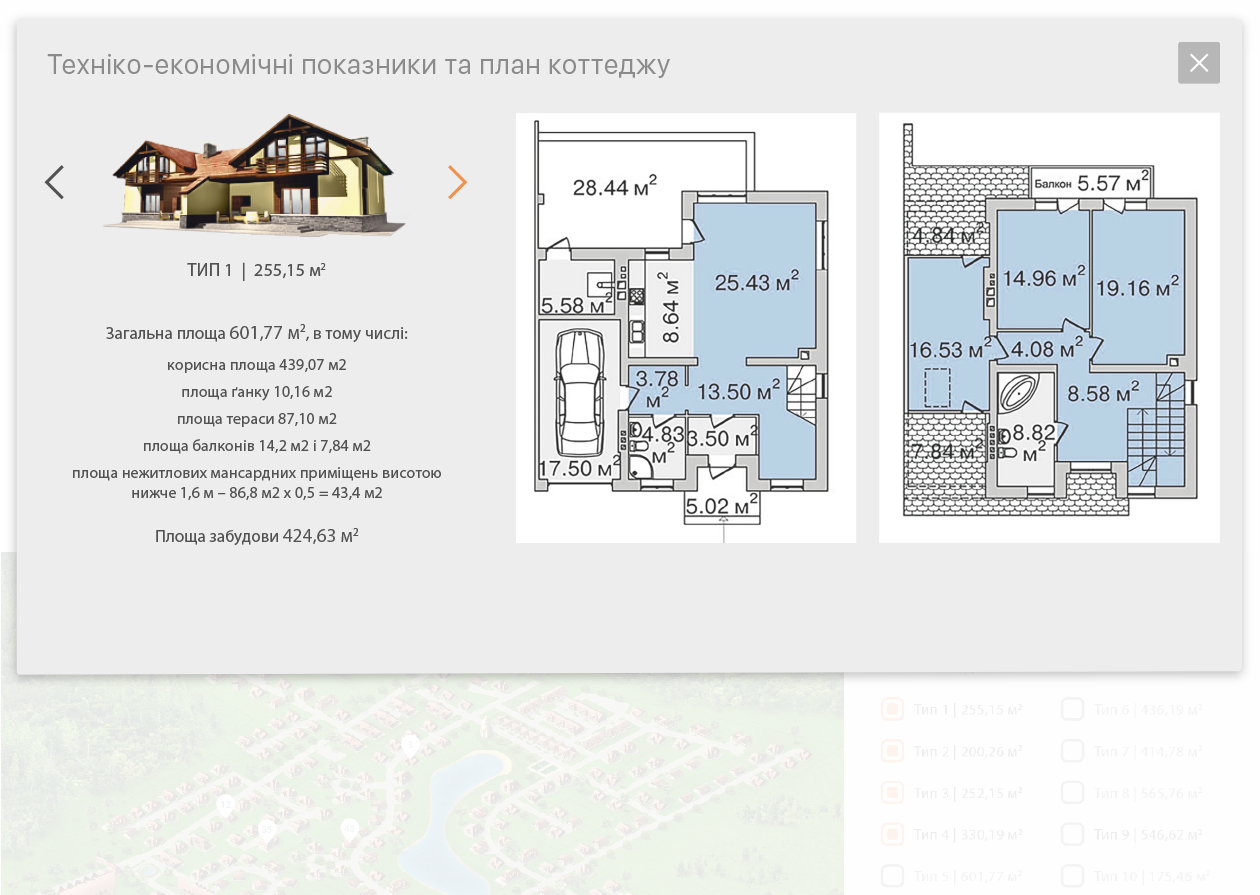 Техніко-економічні показники та план коттеджу
ТИП 1 | 255,15 м²
Загальна площа 601,77 м², в тому числі:
корисна площа 439,07 м2
площа ґанку 10,16 м2
площа тераси 87,10 м2
площа балконів 14,2 м2 і 7,84 м2
площа нежитлових мансардних приміщень висотою
нижче 1,6 м – 86,8 м2 х 0,5 = 43,4 м2
Площа забудови 424,63 м²
28.44 м²
25.43 м²
5.58 м²
8.64 м²
3.78 м²
13.50 м²
4.83 м²
3.50 м²
17.50 м²
5.02 м²
Балкон 5.57 м²
4.84 м²
14.96 м²
19.16 м²
16.53 м²
4.08 м²
8.58 м²
8.82 м²
7.84 м²
Тип 1 | 255,15 м²
Тип 6 | 436,19 м²
Тип 2 | 200,26 м²
Тип 7 | 414,78 м²
Тип 3 | 252,15 м²
Тип 8 | 565,76 м²
Тип 4 | 330,19 м²
Тип 9 | 546,62 м²
Тип 5 | 601,77 м²
Тип 10 | 175,46 м²